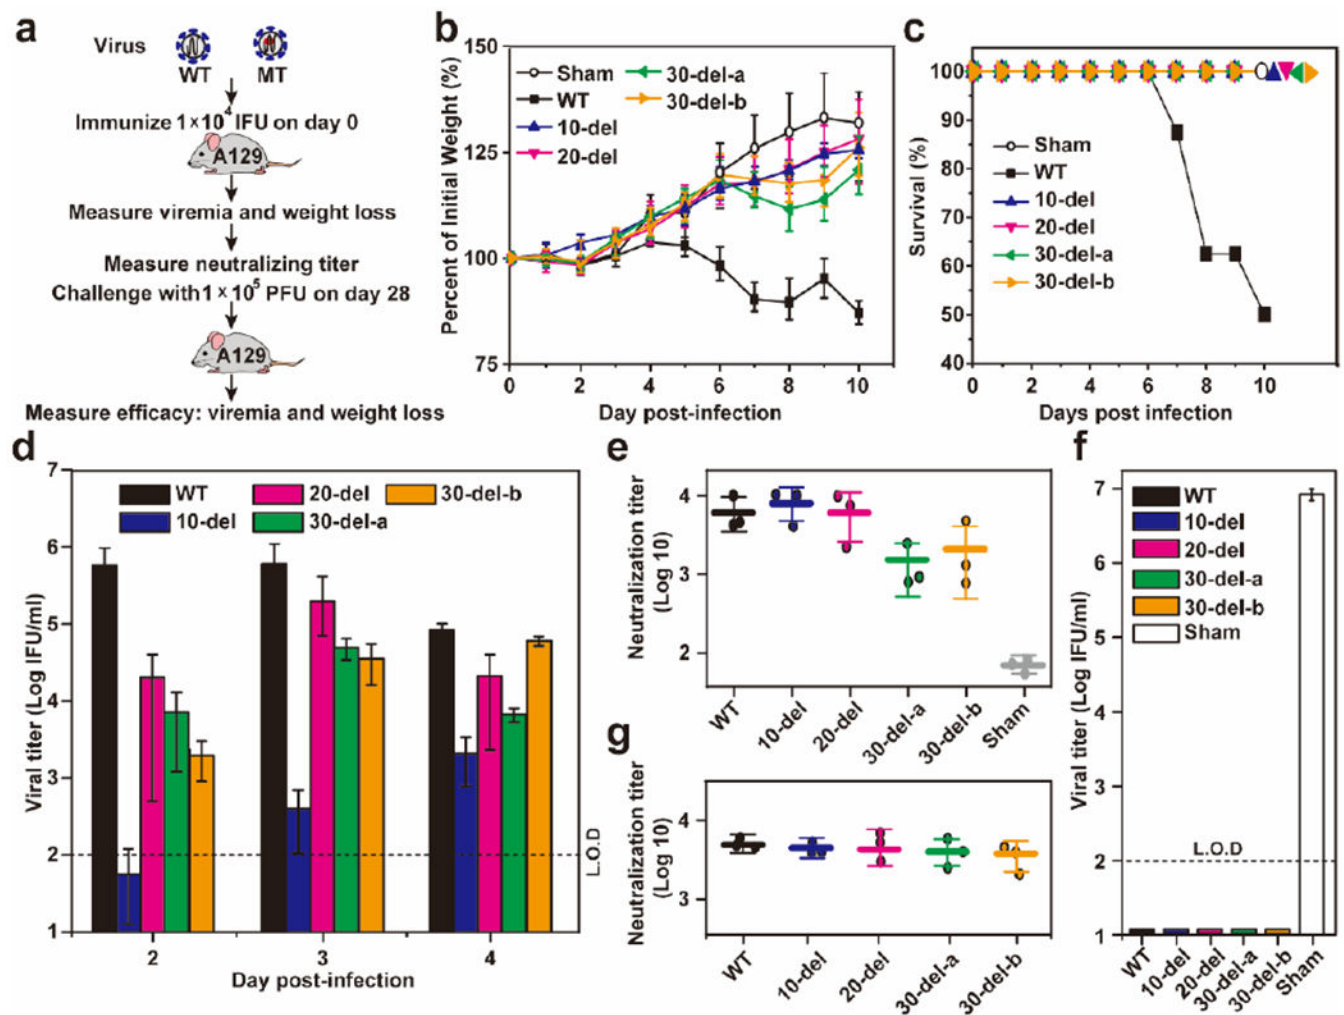 a
Virus
WT
MT
Immunize 1×10⁴ IFU on day 0
A129
Measure viremia and weight loss
Measure neutralizing titer
Challenge with 1×10⁵ PFU on day 28
A129
Measure efficacy: viremia and weight loss
b
Percent of Initial Weight (%)
150
125
100
75
Sham
WT
10-del
20-del
30-del-a
30-del-b
0 2 4 6 8 10
Day post-infection
c
Survival (%)
100
90
80
70
60
50
40
Sham
WT
10-del
20-del
30-del-a
30-del-b
0 2 4 6 8 10
Days post infection
d
Viral titer (Log IFU/ml)
7
6
5
4
3
2
1
WT
10-del
20-del
30-del-a
30-del-b
L.O.D
2 3 4
Day post-infection
e
Neutralization titer
(Log 10)
4
3
2
WT
10-del
20-del
30-del-a
30-del-b
Sham
g
Neutralization titer
(Log 10)
4
3
WT
10-del
20-del
30-del-a
30-del-b
f
Viral titer (Log IFU/ml)
7
6
5
4
3
2
1
WT
10-del
20-del
30-del-a
30-del-b
Sham
L.O.D
WT
10-del
20-del
30-del-a
30-del-b
Sham